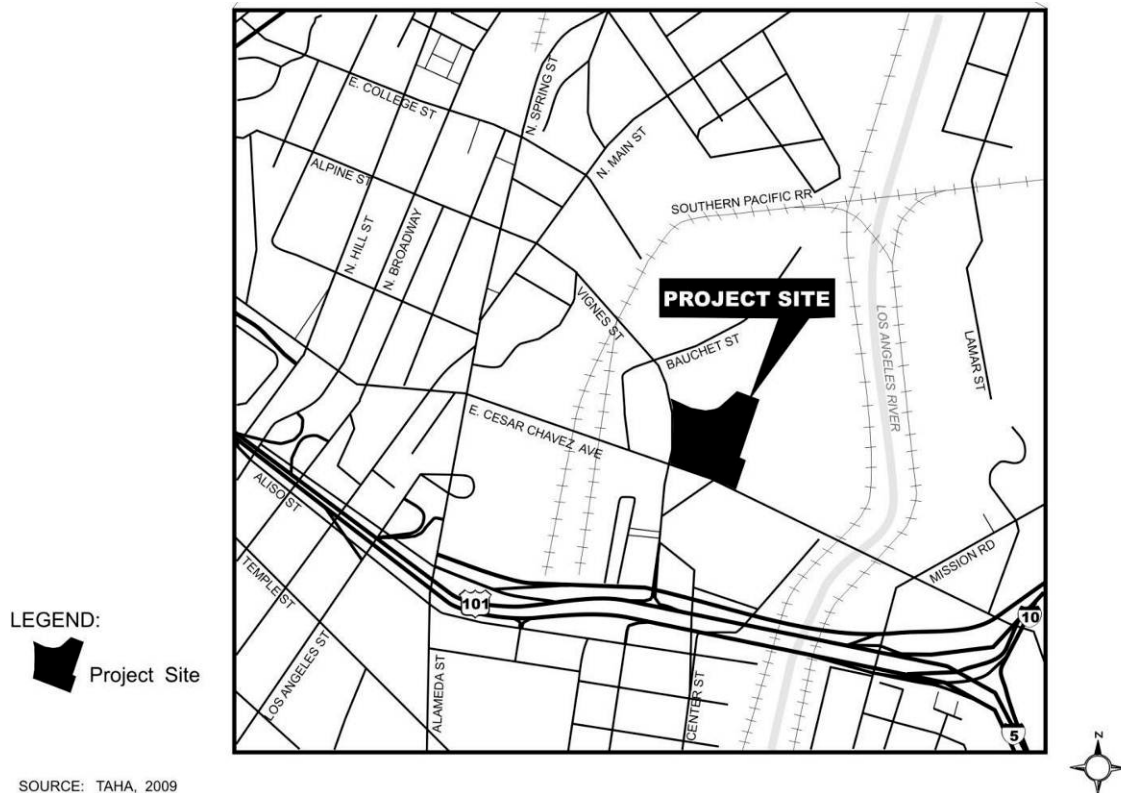 E. COLLEGE ST
N. SPRING ST
N. MAIN ST
ALPINE ST
SOUTHERN PACIFIC RR
N. HILL ST
N. BROADWAY
VIGNES ST
PROJECT SITE
BAUCHET ST
LOS ANGELES RIVER
LAMAR ST
E. CESAR CHAVEZ AVE
ALISO ST
TEMPLE ST
MISSION RD
101
10
LOS ANGELES ST
ALAMEDA ST
CENTER ST
5
LEGEND:
Project Site
N
SOURCE: TAHA, 2009